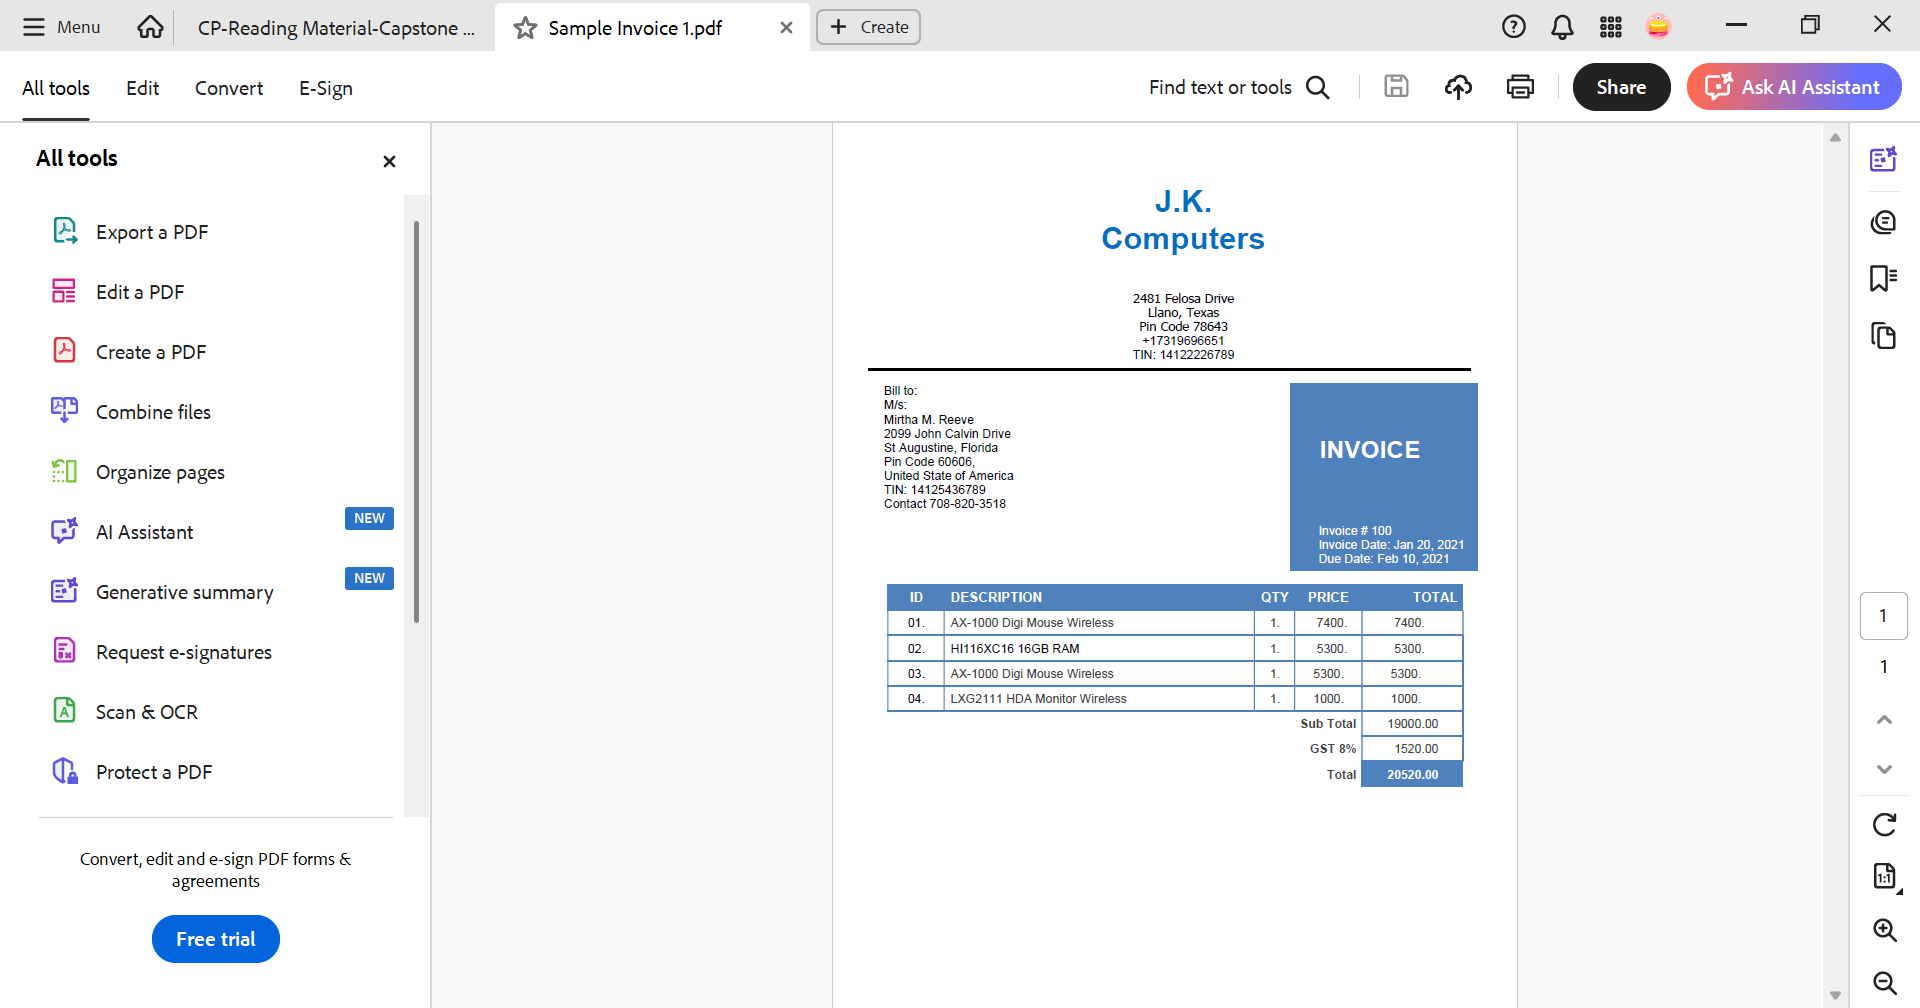 Menu
CP-Reading Material-Capstone ...
Sample Invoice 1.pdf
Create
All tools
Edit
Convert
E-Sign
Find text or tools
Share
Ask AI Assistant
All tools
Export a PDF
Edit a PDF
Create a PDF
Combine files
Organize pages
AI Assistant
NEW
Generative summary
NEW
Request e-signatures
Scan & OCR
Protect a PDF
Convert, edit and e-sign PDF forms &
agreements
Free trial
J.K.
Computers
2481 Felosa Drive
Llano, Texas
Pin Code 78643
+17319696651
TIN: 14122226789
Bill to:
M/s:
Mirtha M. Reeve
2099 John Calvin Drive
St Augustine, Florida
Pin Code 60606,
United State of America
TIN: 14125436789
Contact 708-820-3518
INVOICE
Invoice # 100
Invoice Date: Jan 20, 2021
Due Date: Feb 10, 2021
ID DESCRIPTION QTY PRICE TOTAL
01. AX-1000 Digi Mouse Wireless 1. 7400. 7400.
02. HI116XC16 16GB RAM 1. 5300. 5300.
03. AX-1000 Digi Mouse Wireless 1. 5300. 5300.
04. LXG2111 HDA Monitor Wireless 1. 1000. 1000.
Sub Total 19000.00
GST 8% 1520.00
Total 20520.00
1
1
1:1